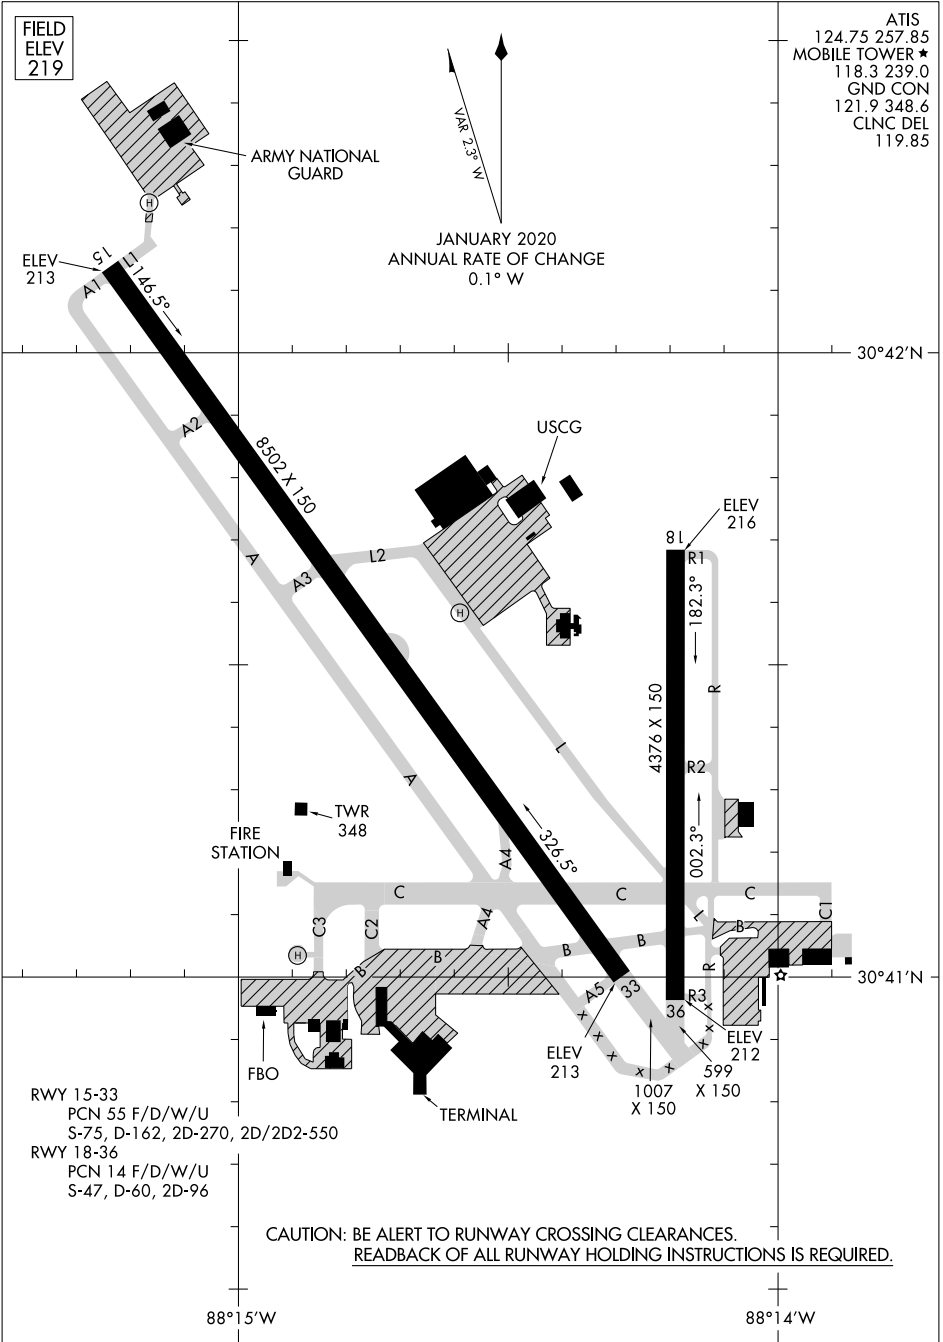 FIELD
ELEV
219
ATIS
124.75 257.85
MOBILE TOWER ★
118.3 239.0
GND CON
121.9 348.6
CLNC DEL
119.85
VAR 2.3° W
JANUARY 2020
ANNUAL RATE OF CHANGE
0.1° W
ARMY NATIONAL
GUARD
H
ELEV
213
15
L1
A1
146.5°
30°42'N
A2
8502 X 150
USCG
ELEV
216
18
R1
A
L2
A3
182.3°
H
R
4376 X 150
L
R2
A
TWR
348
FIRE
STATION
326.5°
002.3°
A4
C
C
C
C3
C2
A4
L
C1
B
B
B
B
B
H
R
30°41'N
A5
33
R3
36
x
x
x
x
x
x
x
x
x
ELEV
213
ELEV
212
FBO
1007
X 150
599
X 150
TERMINAL
RWY 15-33
PCN 55 F/D/W/U
S-75, D-162, 2D-270, 2D/2D2-550
RWY 18-36
PCN 14 F/D/W/U
S-47, D-60, 2D-96
CAUTION: BE ALERT TO RUNWAY CROSSING CLEARANCES.
READBACK OF ALL RUNWAY HOLDING INSTRUCTIONS IS REQUIRED.
88°15'W
88°14'W